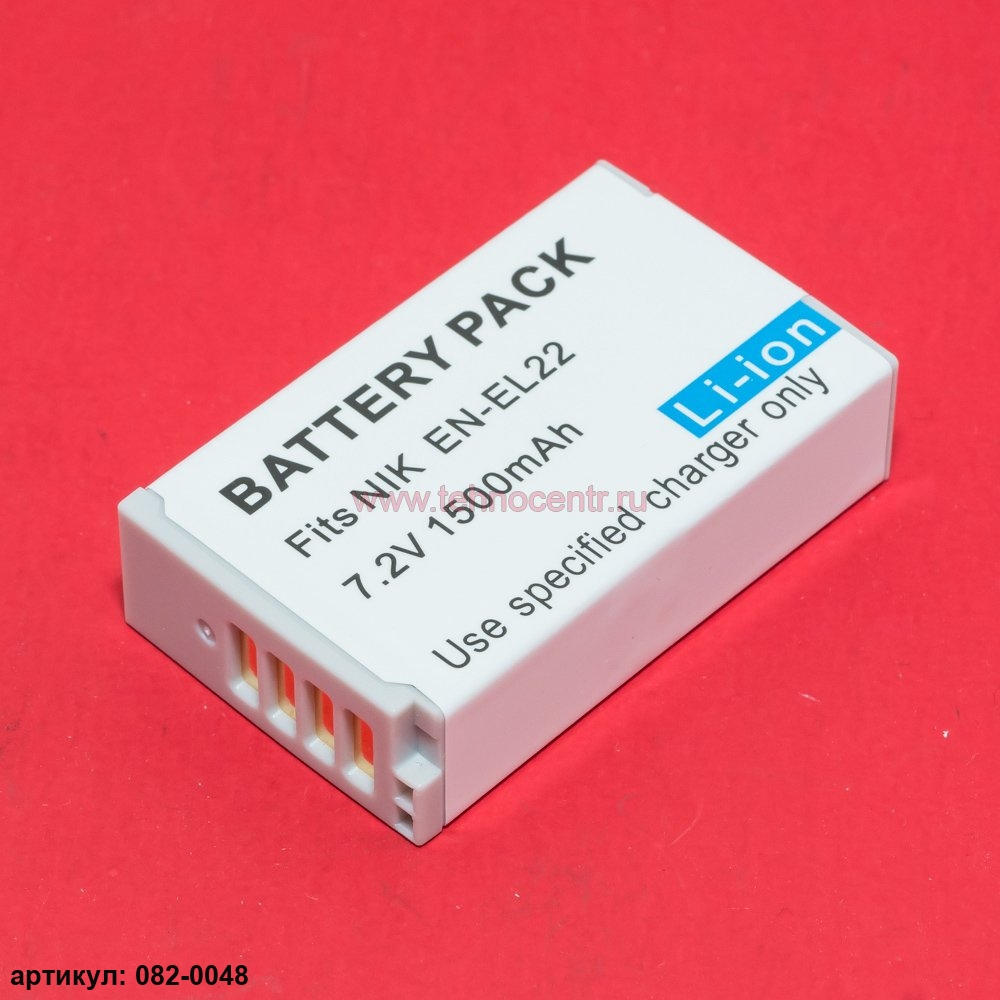 BATTERY PACK
Fits NIK EN-EL22
7.2V 1500mAh
Li-ion
Use specified charger only
www.tehnocentr.ru
артикул: 082-0048